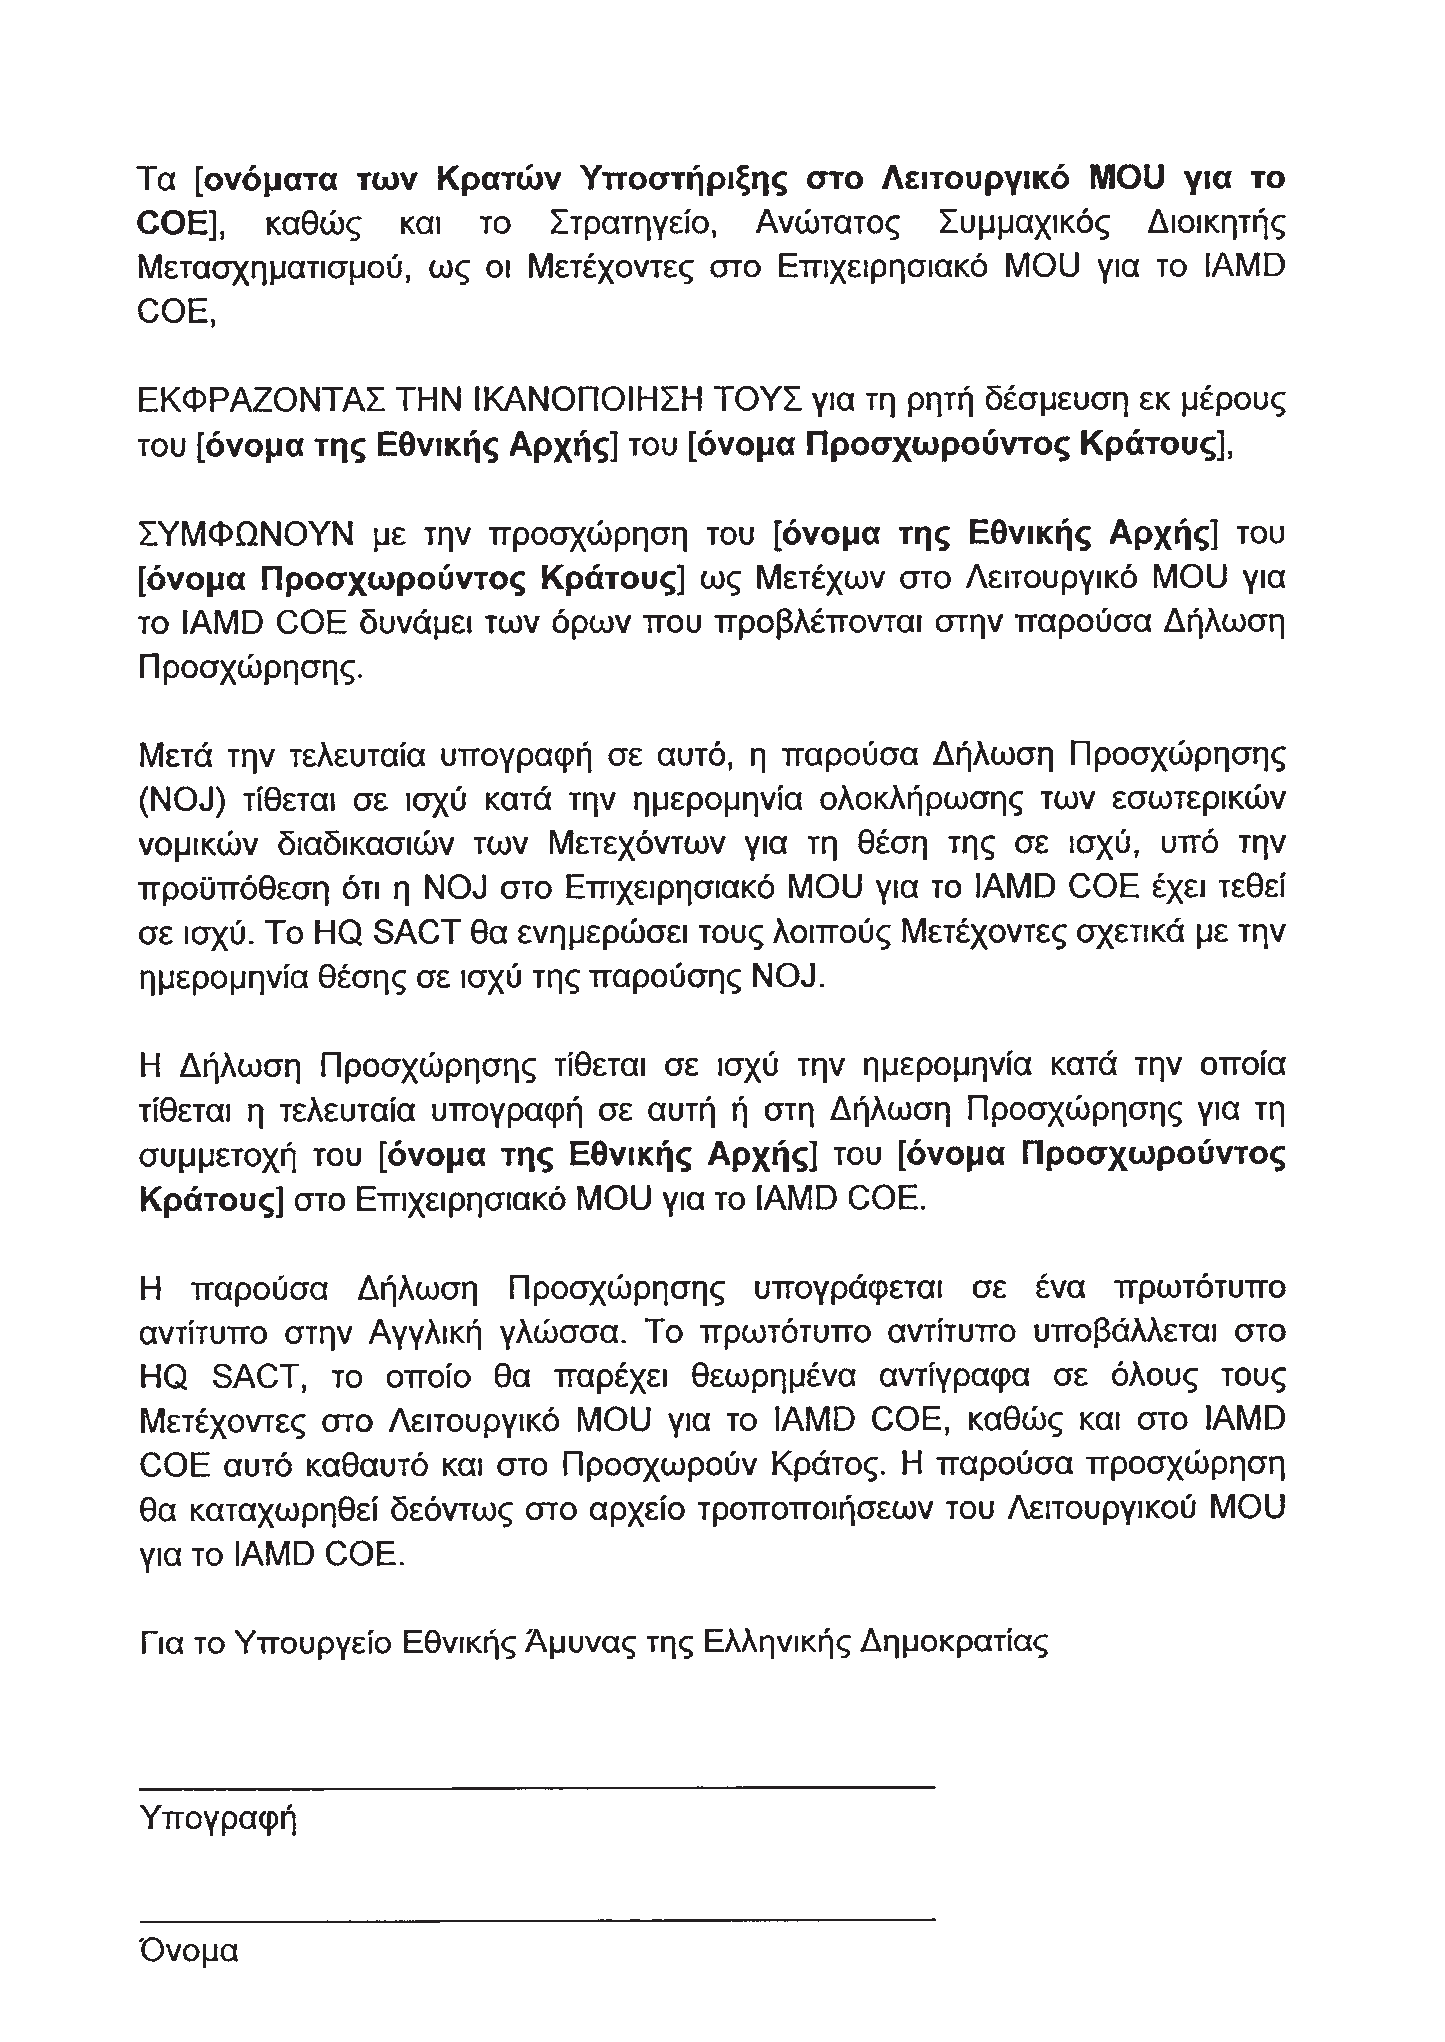 Τα [ονόματα των Κρατών Υποστήριξης στο Λειτουργικό MOU για το
COE], καθώς και το Στρατηγείο, Ανώτατος Συμμαχικός Διοικητής
Μετασχηματισμού, ως οι Μετέχοντες στο Επιχειρησιακό MOU για το IAMD
COE,
ΕΚΦΡΑΖΟΝΤΑΣ ΤΗΝ ΙΚΑΝΟΠΟΙΗΣΗ ΤΟΥΣ για τη ρητή δέσμευση εκ μέρους
του [όνομα της Εθνικής Αρχής] του [όνομα Προσχωρούντος Κράτους],
ΣΥΜΦΩΝΟΥΝ με την προσχώρηση του [όνομα της Εθνικής Αρχής] του
[όνομα Προσχωρούντος Κράτους] ως Μετέχων στο Λειτουργικό MOU για
το IAMD COE δυνάμει των όρων που προβλέπονται στην παρούσα Δήλωση
Προσχώρησης.
Μετά την τελευταία υπογραφή σε αυτό, η παρούσα Δήλωση Προσχώρησης
(NOJ) τίθεται σε ισχύ κατά την ημερομηνία ολοκλήρωσης των εσωτερικών
νομικών διαδικασιών των Μετεχόντων για τη θέση της σε ισχύ, υπό την
προϋπόθεση ότι η NOJ στο Επιχειρησιακό MOU για το IAMD COE έχει τεθεί
σε ισχύ. Το HQ SACT θα ενημερώσει τους λοιπούς Μετέχοντες σχετικά με την
ημερομηνία θέσης σε ισχύ της παρούσης NOJ.
Η Δήλωση Προσχώρησης τίθεται σε ισχύ την ημερομηνία κατά την οποία
τίθεται η τελευταία υπογραφή σε αυτή ή στη Δήλωση Προσχώρησης για τη
συμμετοχή του [όνομα της Εθνικής Αρχής] του [όνομα Προσχωρούντος
Κράτους] στο Επιχειρησιακό MOU για το IAMD COE.
Η παρούσα Δήλωση Προσχώρησης υπογράφεται σε ένα πρωτότυπο
αντίτυπο στην Αγγλική γλώσσα. Το πρωτότυπο αντίτυπο υποβάλλεται στο
HQ SACT, το οποίο θα παρέχει θεωρημένα αντίγραφα σε όλους τους
Μετέχοντες στο Λειτουργικό MOU για το IAMD COE, καθώς και στο IAMD
COE αυτό καθαυτό και στο Προσχωρούν Κράτος. Η παρούσα προσχώρηση
θα καταχωρηθεί δεόντως στο αρχείο τροποποιήσεων του Λειτουργικού MOU
για το IAMD COE.
Για το Υπουργείο Εθνικής Άμυνας της Ελληνικής Δημοκρατίας
Υπογραφή
Όνομα